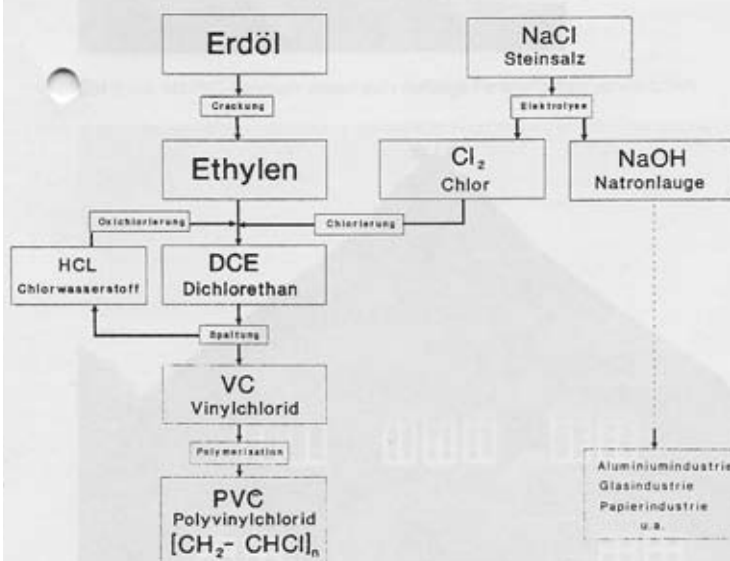 Erdöl
NaCl
Steinsalz
Crackung
Elektrolyse
Ethylen
Cl₂
Chlor
NaOH
Natronlauge
Oxichlorierung
Chlorierung
HCL
Chlorwasserstoff
DCE
Dichlorethan
Spaltung
VC
Vinylchlorid
Polymerisation
PVC
Polyvinylchlorid
[CH₂- CHCl]ₙ
Aluminiumindustrie
Glasindustrie
Papierindustrie
u.a.